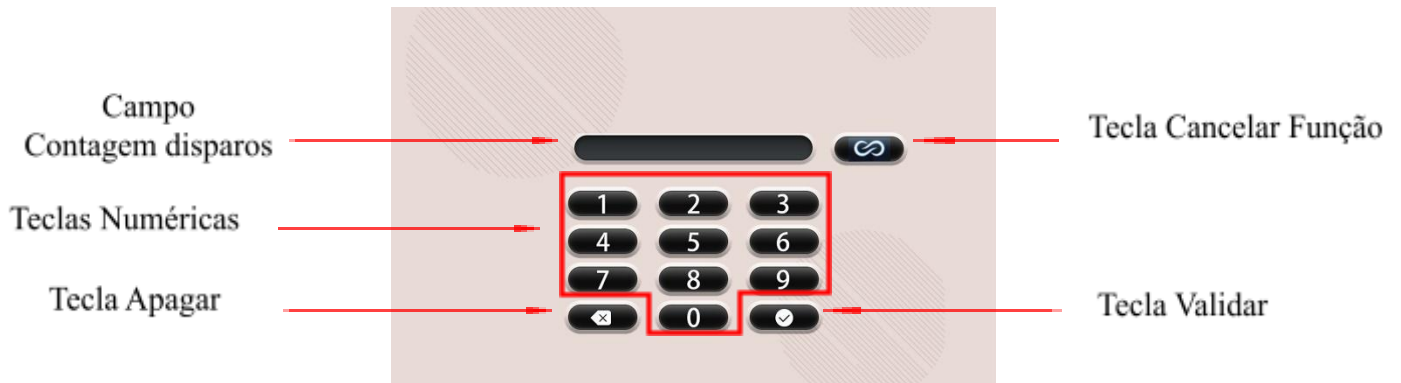 Campo
Contagem disparos
Tecla Cancelar Função
Teclas Numéricas
1 2 3
4 5 6
7 8 9
Tecla Apagar
0
Tecla Validar